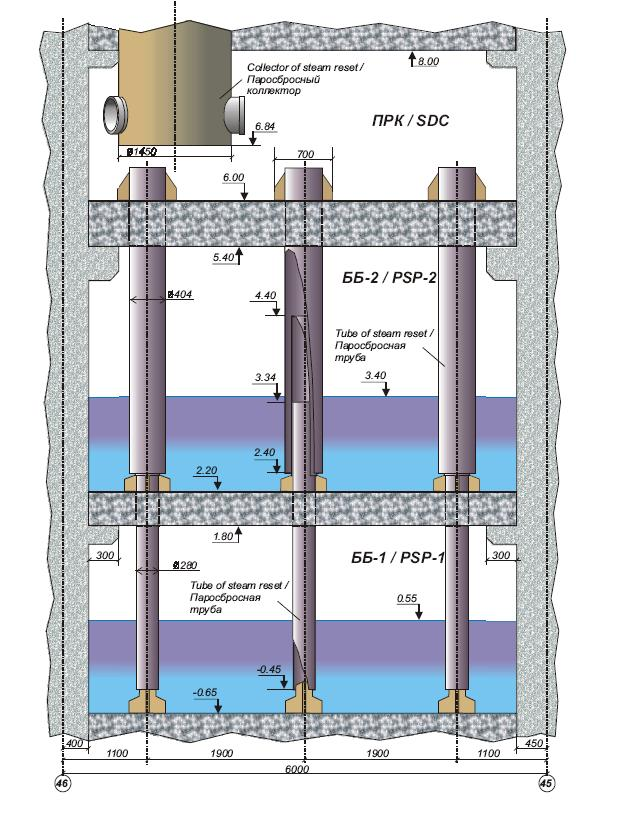 8.00
Collector of steam reset /
Паросбросный
коллектор
ПРК / SDC
6.84
700
6.00
5.40
ББ-2 / PSP-2
4.40
404
Tube of steam reset /
Паросбросная
труба
3.34
3.40
2.40
2.20
1.80
300
300
ББ-1 / PSP-1
280
Tube of steam reset /
Паросбросная
труба
0.55
-0.45
-0.65
400
450
1100
1900
1900
1100
6000
46
45